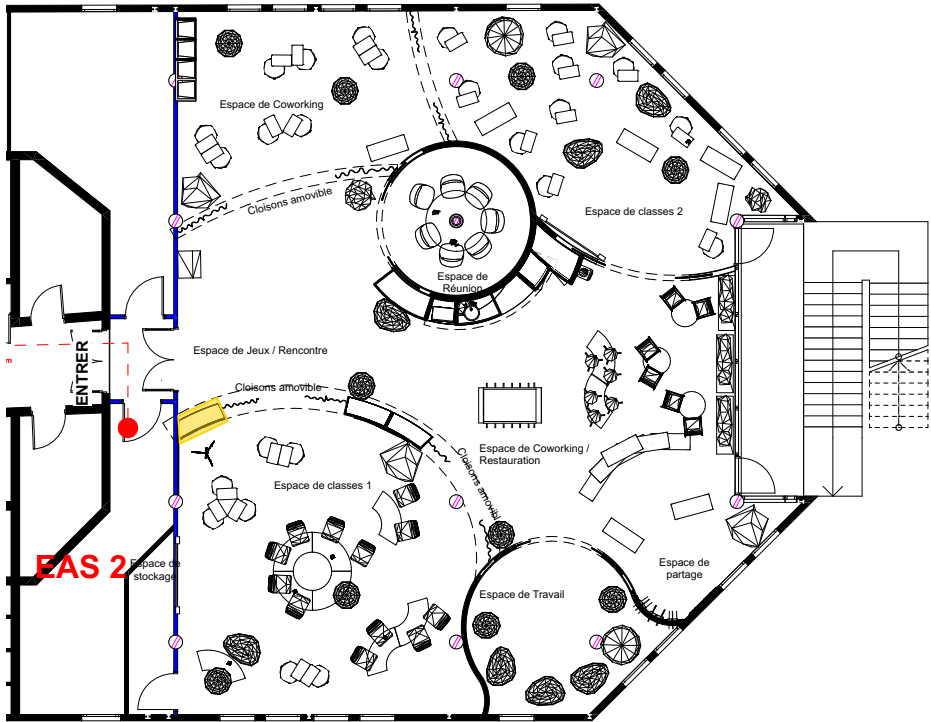 Espace de Coworking
Cloisons amovible
Espace de classes 2
Espace de
Réunion
Espace de Jeux / Rencontre
ENTRER
m
Cloisons amovible
Espace de Coworking /
Restauration
Espace de classes 1
Cloisons amovibl
EAS 2
Espace de
stockage
Espace de
partage
Espace de Travail